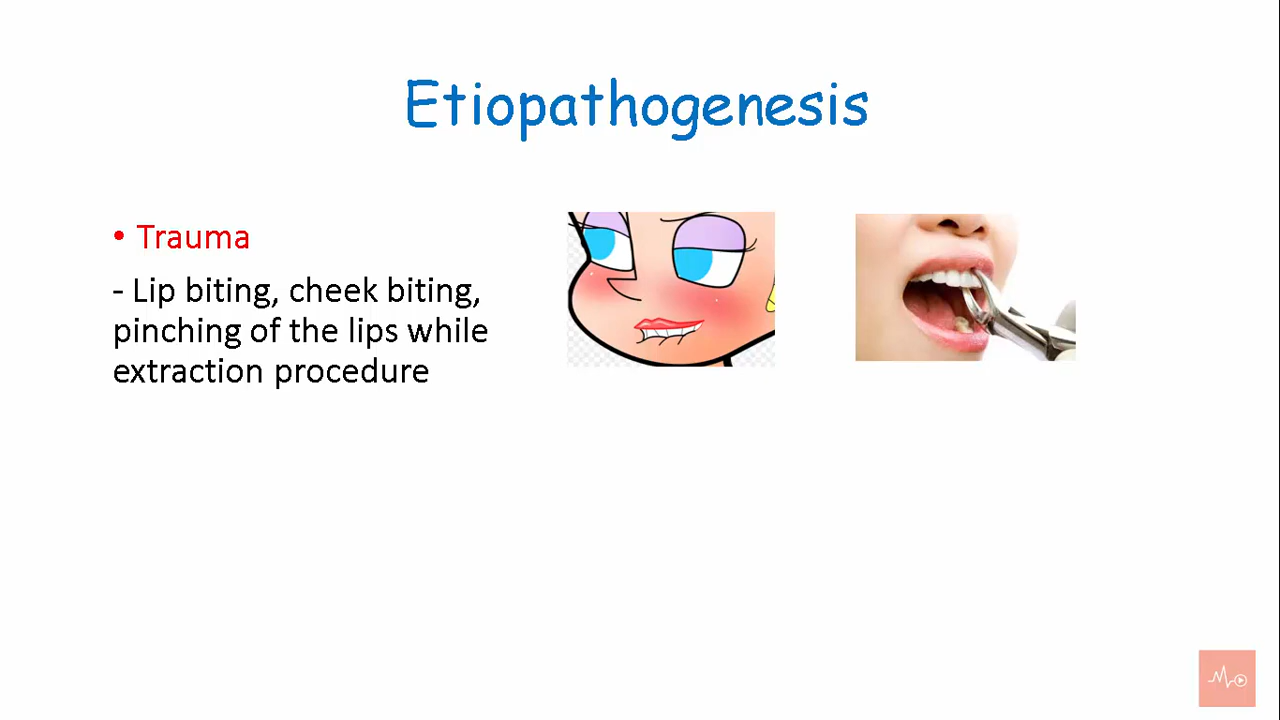 Etiopathogenesis
• Trauma
- Lip biting, cheek biting,
pinching of the lips while
extraction procedure